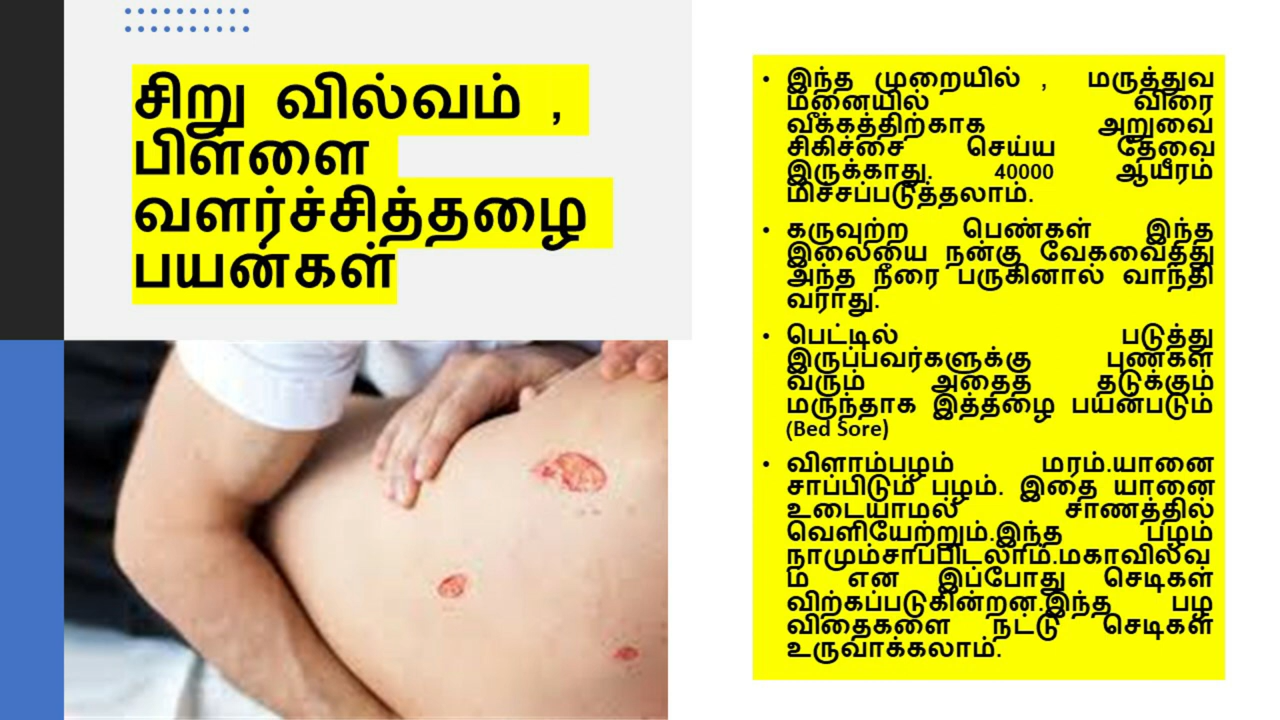 சிறு வில்வம் ,
பிள்ளை
வளர்ச்சித்தழை
பயன்கள்
• இந்த முறையில் , மருத்துவ
மனையில் விரை
வீக்கத்திற்காக அறுவை
சிகிச்சை செய்ய தேவை
இருக்காது. 40000 ஆயீரம்
மிச்சப்படுத்தலாம்.
• கருவுற்ற பெண்கள் இந்த
இலையை நன்கு வேகவைத்து
அந்த நீரை பருகினால் வாந்தி
வராது.
• பெட்டில் படுத்து
இருப்பவர்களுக்கு புண்கள்
வரும் அதைத் தடுக்கும்
மருந்தாக இத்தழை பயன்படும்
(Bed Sore)
• விளாம்பழம் மரம்.யானை
சாப்பிடும் பழம். இதை யானை
உடையாமல் சாணத்தில்
வெளியேற்றும்.இந்த பழம்
நாமும்சாப்பிடலாம்.மகாவில்வ
ம் என இப்போது செடிகள்
விற்கப்படுகின்றன.இந்த பழ
விதைகளை நட்டு செடிகள்
உருவாக்கலாம்.